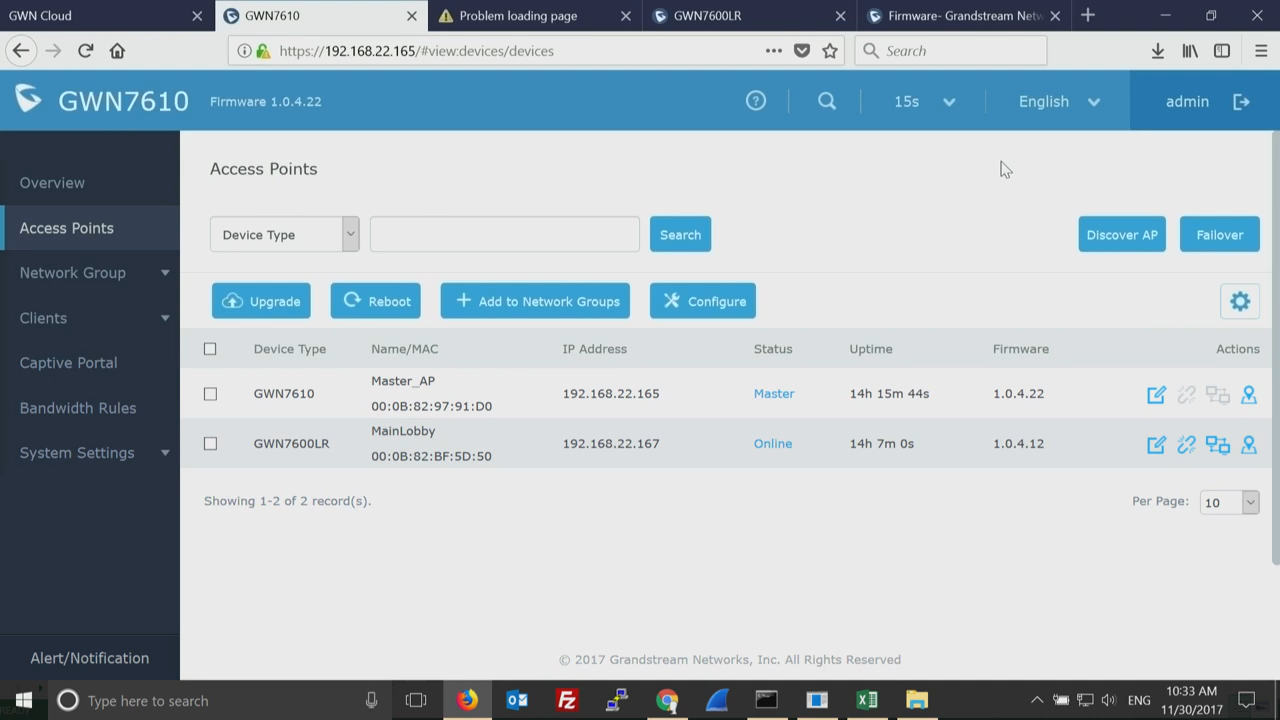 GWN Cloud
GWN7610
Problem loading page
GWN7600LR
Firmware- Grandstream Netw
https://192.168.22.165/#view:devices/devices
Search
GWN7610
Firmware 1.0.4.22
15s
English
admin
Overview
Access Points
Network Group
Clients
Captive Portal
Bandwidth Rules
System Settings
Alert/Notification
Access Points
Device Type
Search
Discover AP
Failover
Upgrade
Reboot
Add to Network Groups
Configure
Device Type Name/MAC IP Address Status Uptime Firmware Actions
Master_AP
GWN7610 192.168.22.165 Master 14h 15m 44s 1.0.4.22
00:0B:82:97:91:D0
MainLobby
GWN7600LR 192.168.22.167 Online 14h 7m 0s 1.0.4.12
00:0B:82:BF:5D:50
Showing 1-2 of 2 record(s).
Per Page: 10
© 2017 Grandstream Networks, Inc. All Rights Reserved
Type here to search
ENG
10:33 AM
11/30/2017